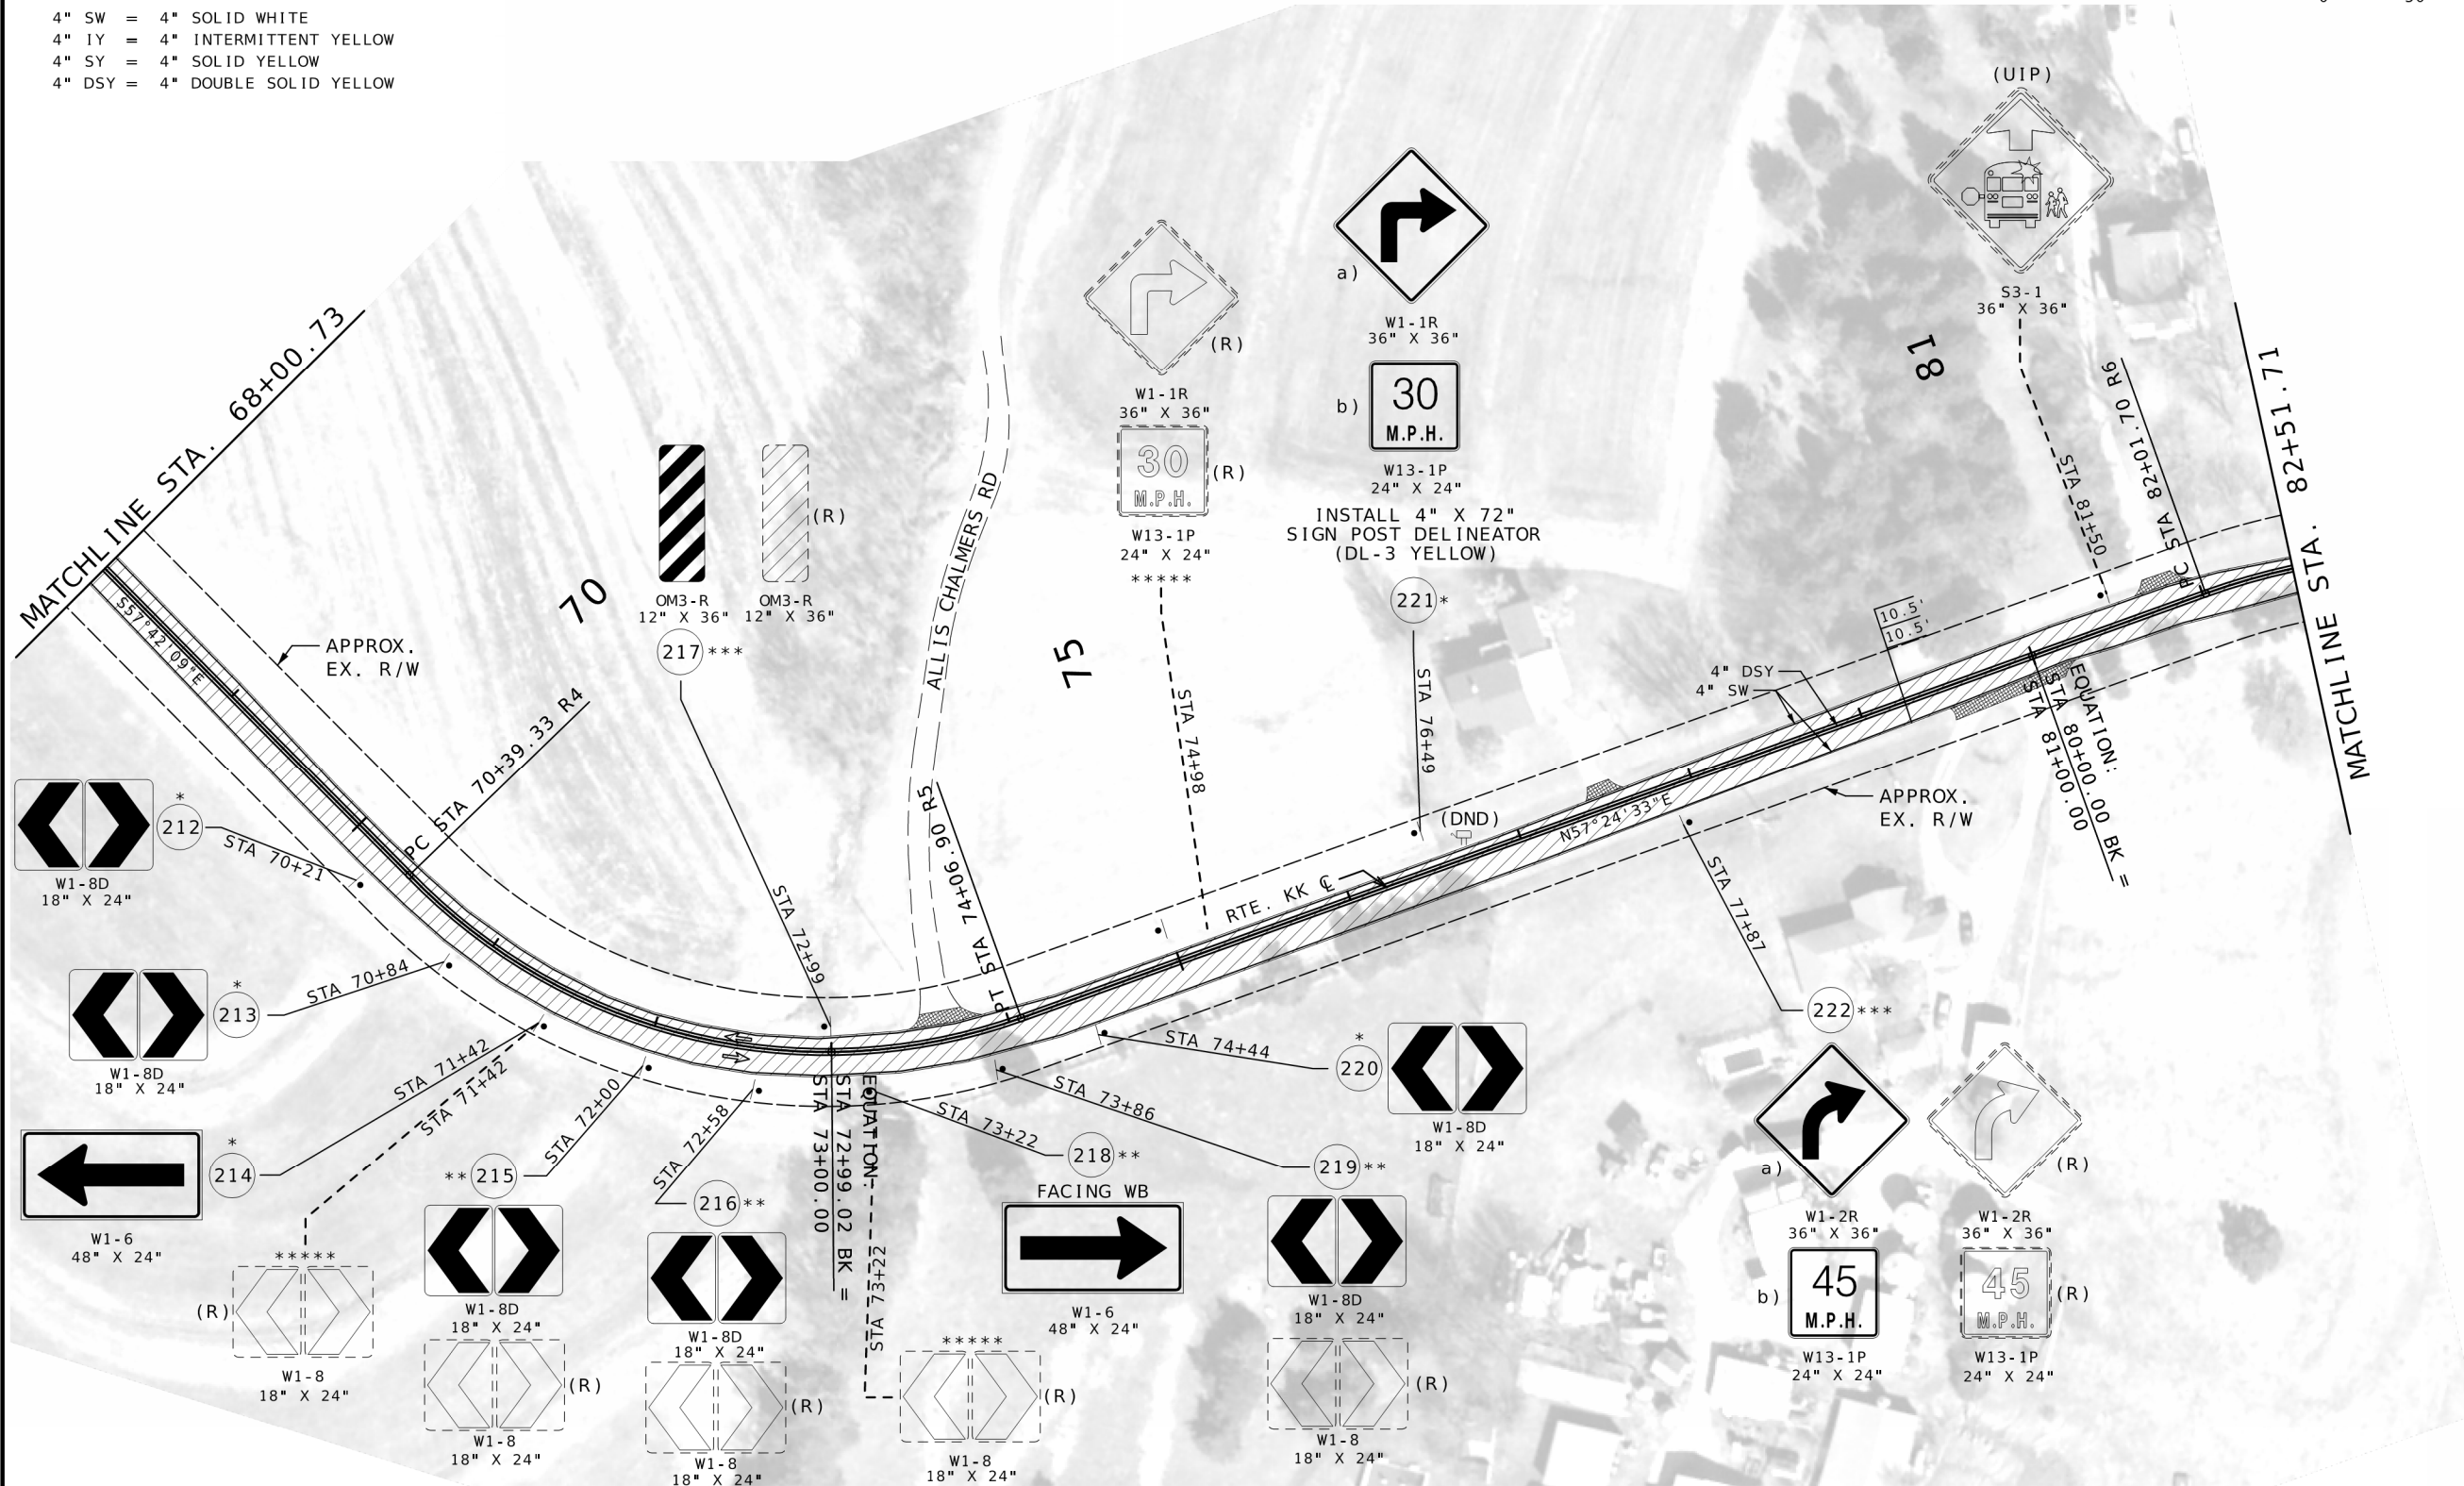 4" SW = 4" SOLID WHITE
4" IY = 4" INTERMITTENT YELLOW
4" SY = 4" SOLID YELLOW
4" DSY = 4" DOUBLE SOLID YELLOW
MATCHLINE STA. 68+00.73
S57°42'09"E
APPROX.
EX. R/W
70
PC STA 70+39.33 R4
OM3-R
12" X 36"
OM3-R
12" X 36"
(R)
217 ***
STA 72+99
ALLIS CHALMERS RD
PT STA 74+06.90 R5
75
(R)
W1-1R
36" X 36"
30
M.P.H.
(R)
W13-1P
24" X 24"
*****
STA 74+98
a)
W1-1R
36" X 36"
b)
30
M.P.H.
W13-1P
24" X 24"
INSTALL 4" X 72"
SIGN POST DELINEATOR
(DL-3 YELLOW)
221 *
STA 76+49
(DND)
RTE. KK ℄
N57°24'33"E
4" DSY
4" SW
10.5'
10.5'
81
(UIP)
S3-1
36" X 36"
STA 81+50
PC STA 82+01.70 R6
MATCHLINE STA. 82+51.71
EQUATION:
STA 80+00.00 BK =
STA 81+00.00
APPROX.
EX. R/W
STA 77+87
222 ***
a)
W1-2R
36" X 36"
b)
45
M.P.H.
W13-1P
24" X 24"
(R)
W1-2R
36" X 36"
45
M.P.H.
(R)
W13-1P
24" X 24"
*
212
STA 70+21
W1-8D
18" X 24"
*
213
STA 70+84
W1-8D
18" X 24"
*
214
STA 71+42
STA 71+42
W1-6
48" X 24"
*****
(R)
W1-8
18" X 24"
** 215
STA 72+00
W1-8D
18" X 24"
(R)
W1-8
18" X 24"
216 **
STA 72+58
W1-8D
18" X 24"
(R)
W1-8
18" X 24"
EQUATION:
STA 72+99.02 BK =
STA 73+00.00
STA 73+22
*****
(R)
W1-8
18" X 24"
STA 73+22
218 **
FACING WB
W1-6
48" X 24"
STA 73+86
219 **
W1-8D
18" X 24"
(R)
W1-8
18" X 24"
STA 74+44
*
220
W1-8D
18" X 24"